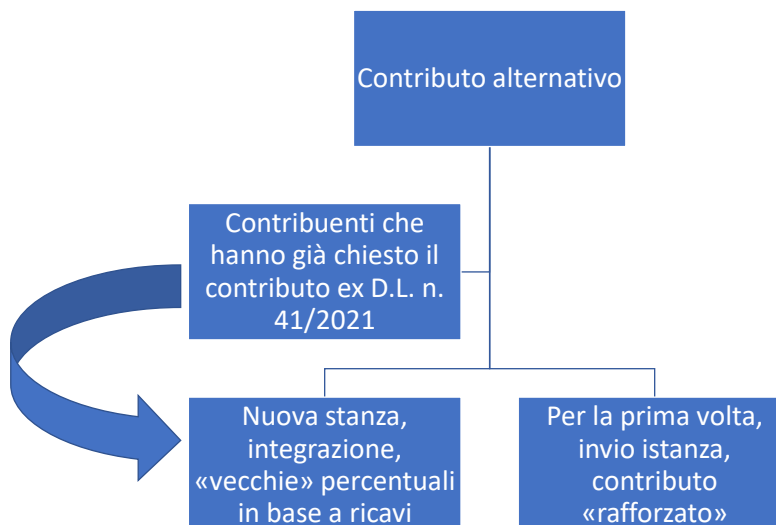 Contributo alternativo
Contribuenti che
hanno già chiesto il
contributo ex D.L. n.
41/2021
Nuova stanza,
integrazione,
«vecchie» percentuali
in base a ricavi
Per la prima volta,
invio istanza,
contributo
«rafforzato»